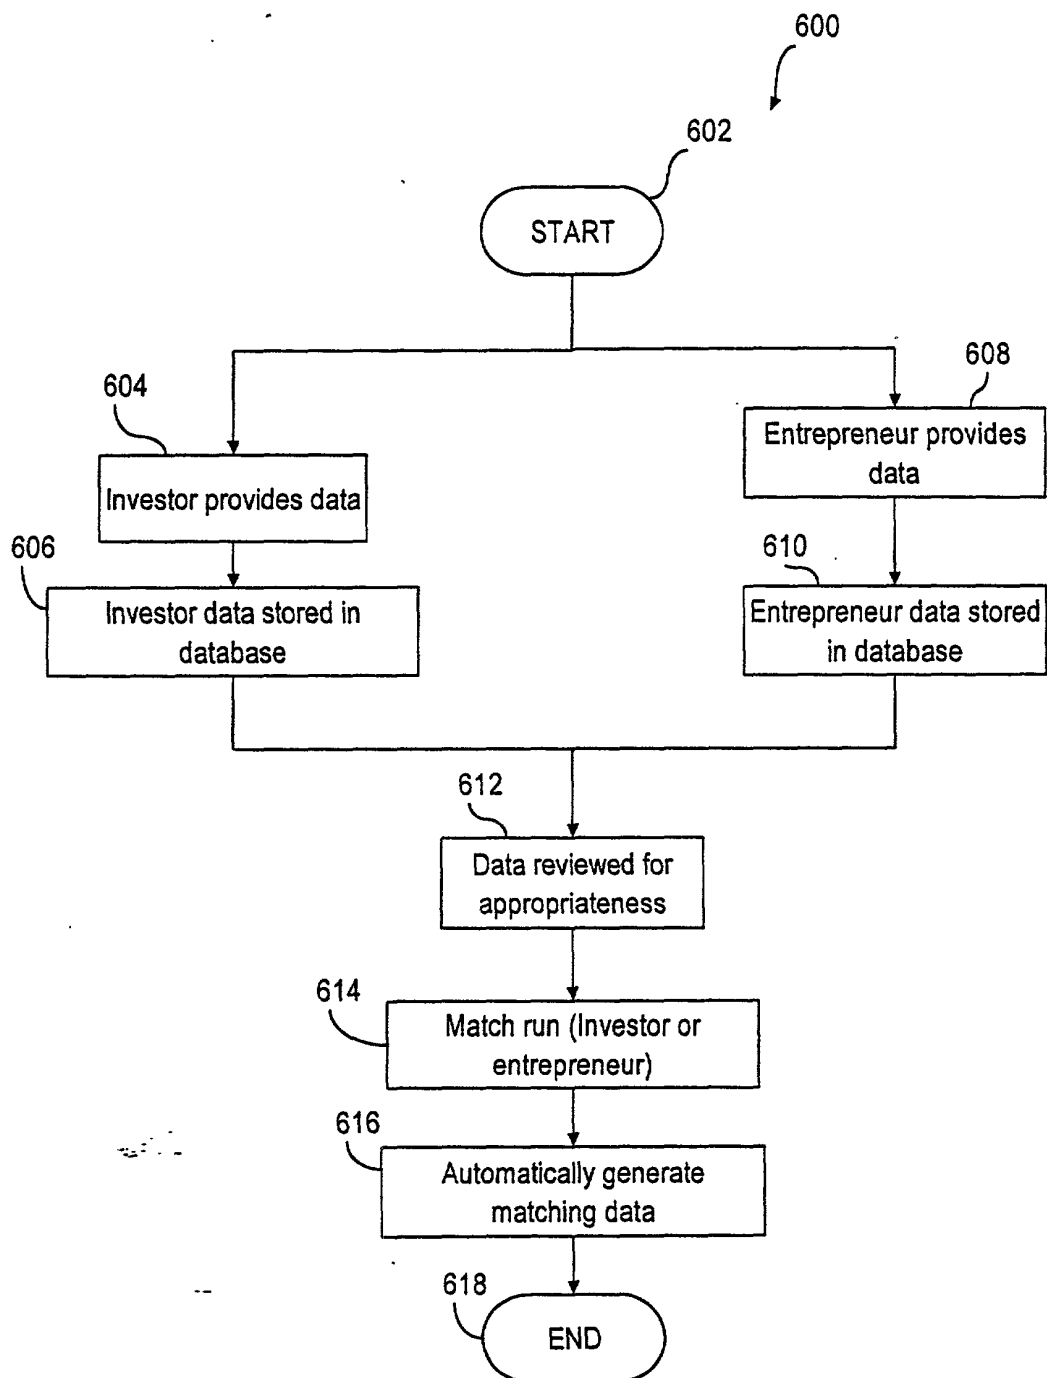 600
602
START
604
608
Investor provides data
Entrepreneur provides
data
606
610
Investor data stored in
database
Entrepreneur data stored
in database
612
Data reviewed for
appropriateness
614
Match run (Investor or
entrepreneur)
616
Automatically generate
matching data
618
END